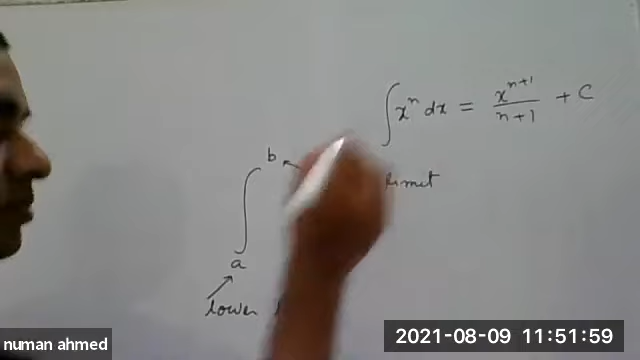 ∫ xⁿ dx = xⁿ⁺¹/n+1 + C
b
∫
a
lower
numan ahmed
2021-08-09 11:51:59